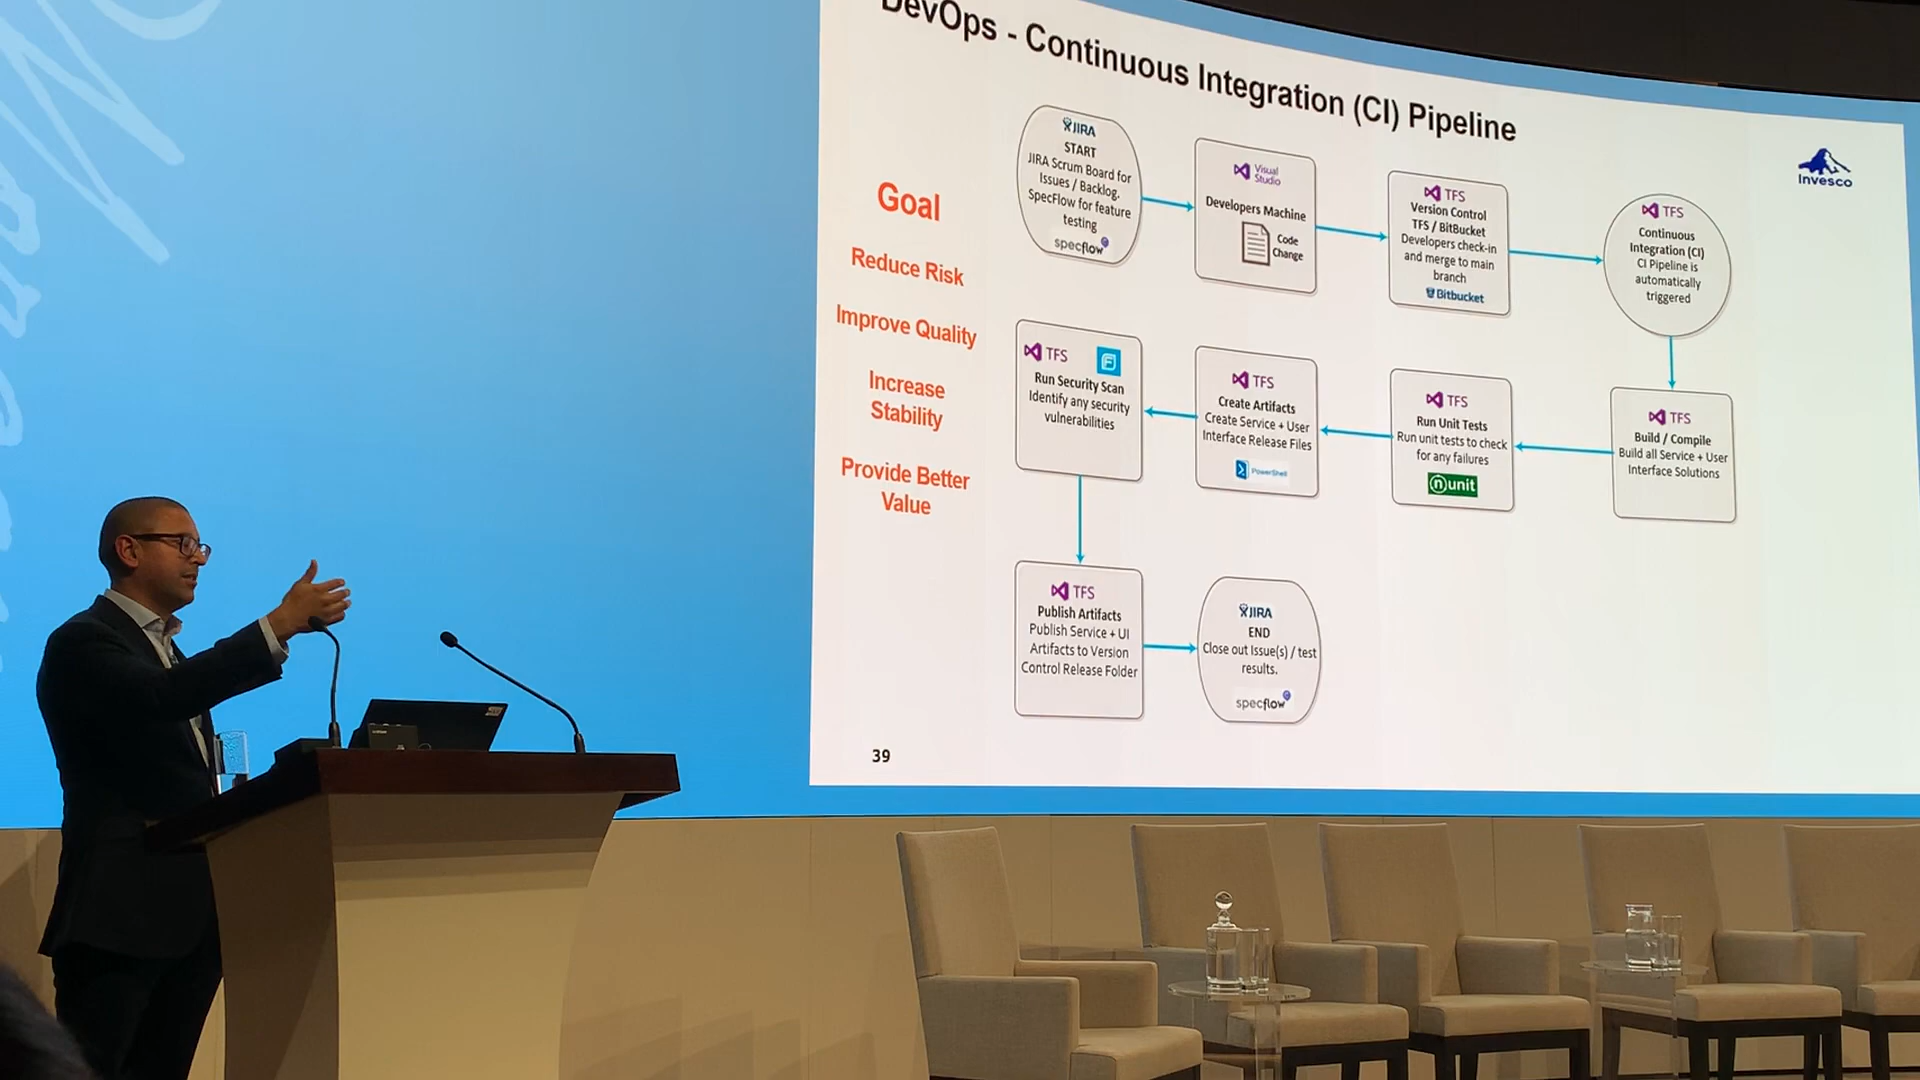 DevOps - Continuous Integration (CI) Pipeline
Invesco
Goal
Reduce Risk
Improve Quality
Increase
Stability
Provide Better
Value
JIRA
START
JIRA Scrum Board for
Issues / Backlog.
SpecFlow for feature
testing
specflow
Visual
Studio
Developers Machine
Code
Change
TFS
Version Control
TFS / BitBucket
Developers check-in
and merge to main
branch
Bitbucket
TFS
Continuous
Integration (CI)
CI Pipeline is
automatically
triggered
TFS
Build / Compile
Build all Service + User
Interface Solutions
TFS
Run Unit Tests
Run unit tests to check
for any failures
nunit
TFS
Create Artifacts
Create Service + User
Interface Release Files
PowerShell
TFS
Run Security Scan
Identify any security
vulnerabilities
TFS
Publish Artifacts
Publish Service + UI
Artifacts to Version
Control Release Folder
JIRA
END
Close out Issue(s) / test
results.
specflow
39